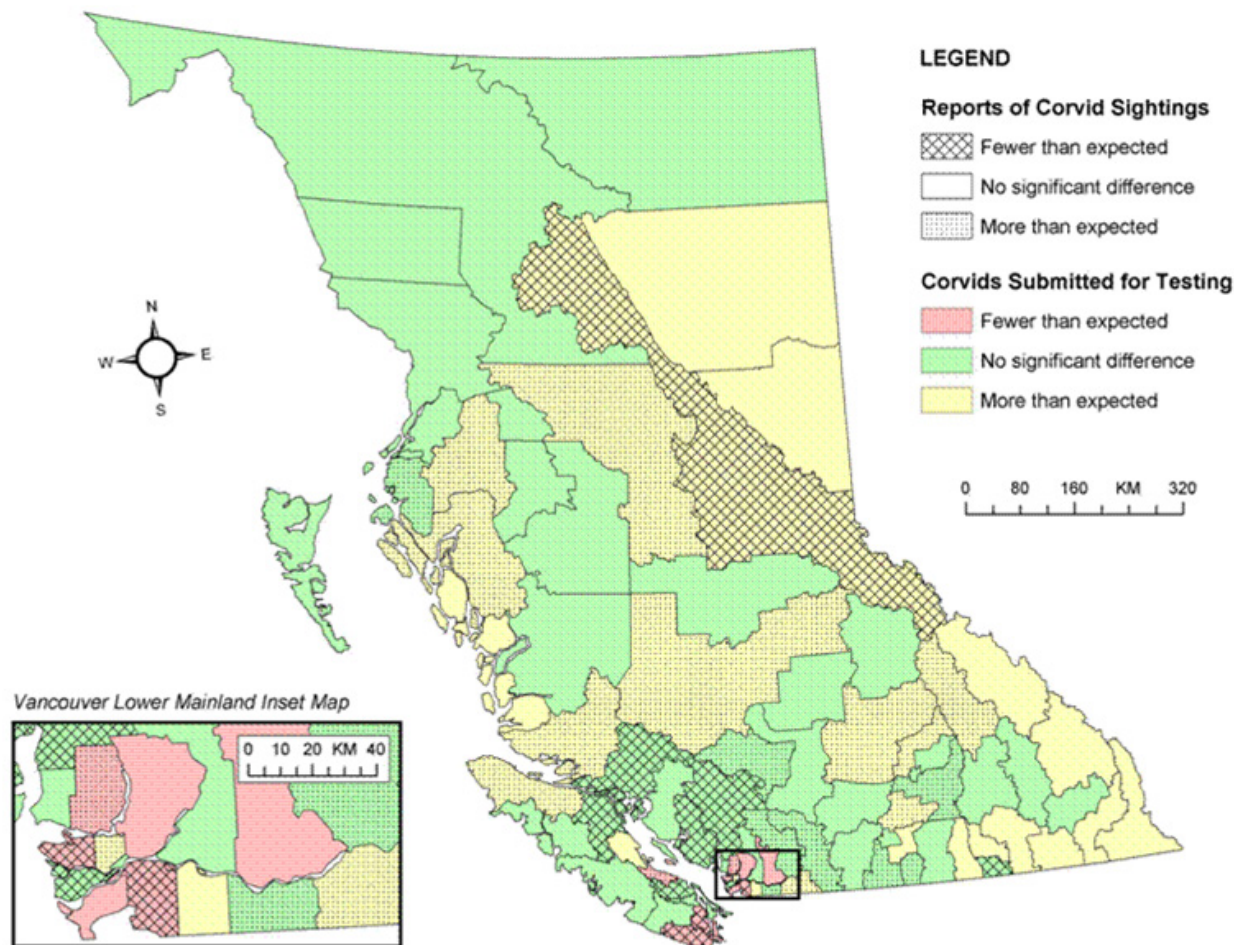 LEGEND
Reports of Corvid Sightings
Fewer than expected
No significant difference
More than expected
Corvids Submitted for Testing
Fewer than expected
No significant difference
More than expected
N
W E
S
0 80 160 KM 320
Vancouver Lower Mainland Inset Map
0 10 20 KM 40